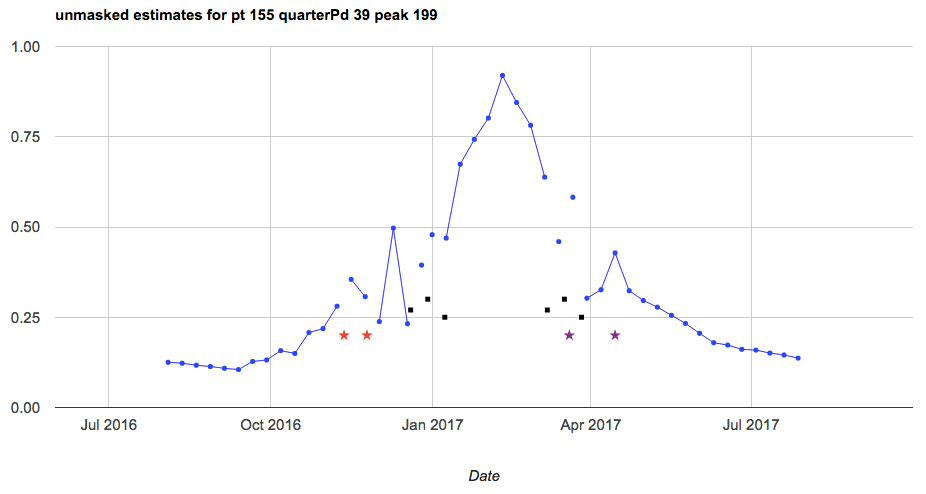 unmasked estimates for pt 155 quarterPd 39 peak 199
1.00
0.75
0.50
0.25
0.00
Jul 2016 Oct 2016 Jan 2017 Apr 2017 Jul 2017
Date